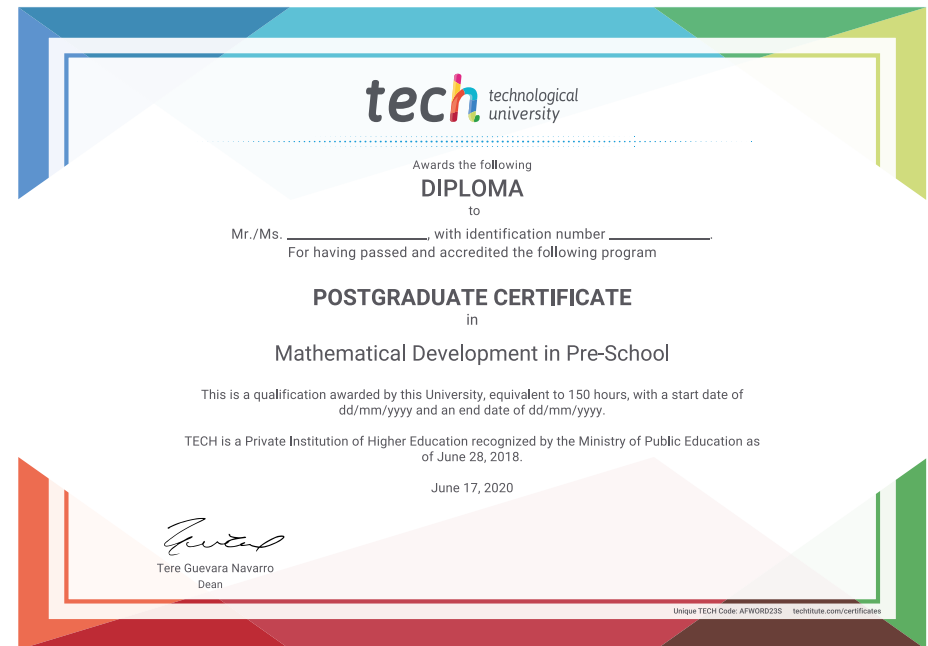 tech technological
university
Awards the following
DIPLOMA
to
Mr./Ms. ____________________, with identification number ______________.
For having passed and accredited the following program
POSTGRADUATE CERTIFICATE
in
Mathematical Development in Pre-School
This is a qualification awarded by this University, equivalent to 150 hours, with a start date of
dd/mm/yyyy and an end date of dd/mm/yyyy.
TECH is a Private Institution of Higher Education recognized by the Ministry of Public Education as
of June 28, 2018.
June 17, 2020
Tere Guevara Navarro
Dean
Unique TECH Code: AFWORD23S techtitute.com/certificates